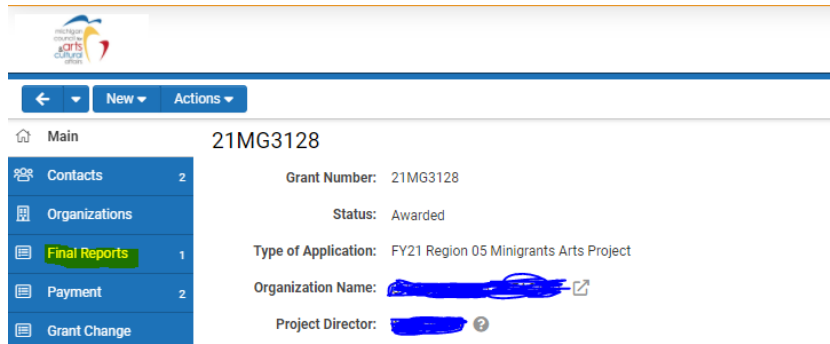 michigan
council for
&arts
cultural
affairs
New Actions
Main
21MG3128
Contacts 2
Grant Number: 21MG3128
Organizations
Status: Awarded
Final Reports 1
Type of Application: FY21 Region 05 Minigrants Arts Project
Payment 2
Organization Name:
Grant Change
Project Director: ?